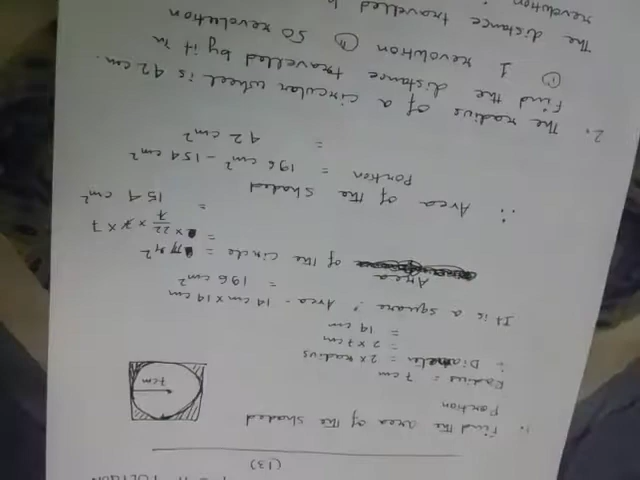 (13)
1. Find the area of the shaded
Portion
7cm
Radius = 7cm
∴ Diameter = 2 x radius
= 2 x 7cm
= 14 cm
It is a square ∴ Area = 14 cm x 14 cm
= 196 cm²
Area of the circle = πr²
= 22/7 x 7 x 7
= 154 cm²
∴ Area of the shaded
Portion = 196 cm² - 154 cm²
= 42 cm²
2. The radius of a circular wheel is 42 cm.
Find the distance travelled by it in
(i) 1 revolution (ii) 50 revolution
The distance travelled
revolution